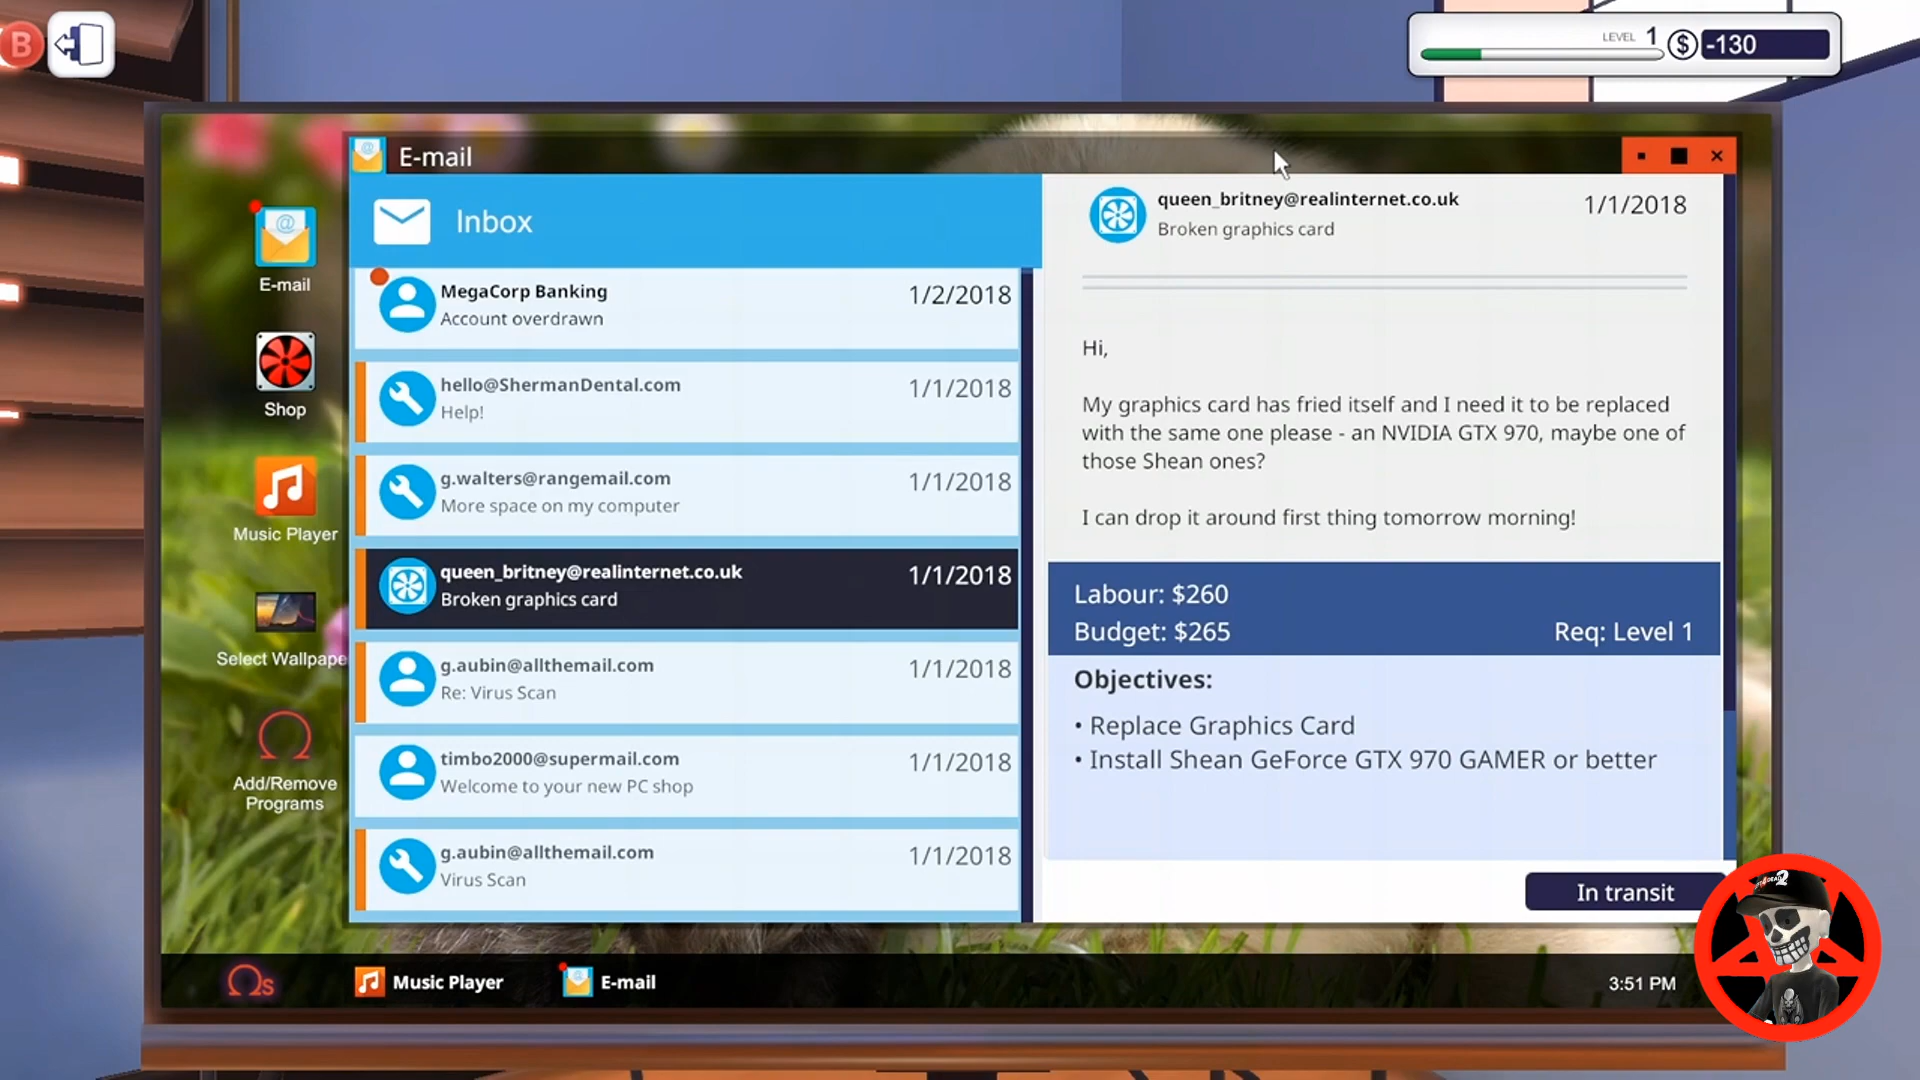 B
LEVEL 1
$ -130
E-mail
Inbox
MegaCorp Banking
1/2/2018
Account overdrawn
hello@ShermanDental.com
1/1/2018
Help!
g.walters@rangemail.com
1/1/2018
More space on my computer
queen_britney@realinternet.co.uk
1/1/2018
Broken graphics card
g.aubin@allthemail.com
1/1/2018
Re: Virus Scan
timbo2000@supermail.com
1/1/2018
Welcome to your new PC shop
g.aubin@allthemail.com
1/1/2018
Virus Scan
queen_britney@realinternet.co.uk
1/1/2018
Broken graphics card
Hi,
My graphics card has fried itself and I need it to be replaced
with the same one please - an NVIDIA GTX 970, maybe one of
those Shean ones?
I can drop it around first thing tomorrow morning!
Labour: $260
Budget: $265
Req: Level 1
Objectives:
• Replace Graphics Card
• Install Shean GeForce GTX 970 GAMER or better
In transit
E-mail
Shop
Music Player
Select Wallpape
Add/Remove
Programs
Ωs
Music Player
E-mail
3:51 PM